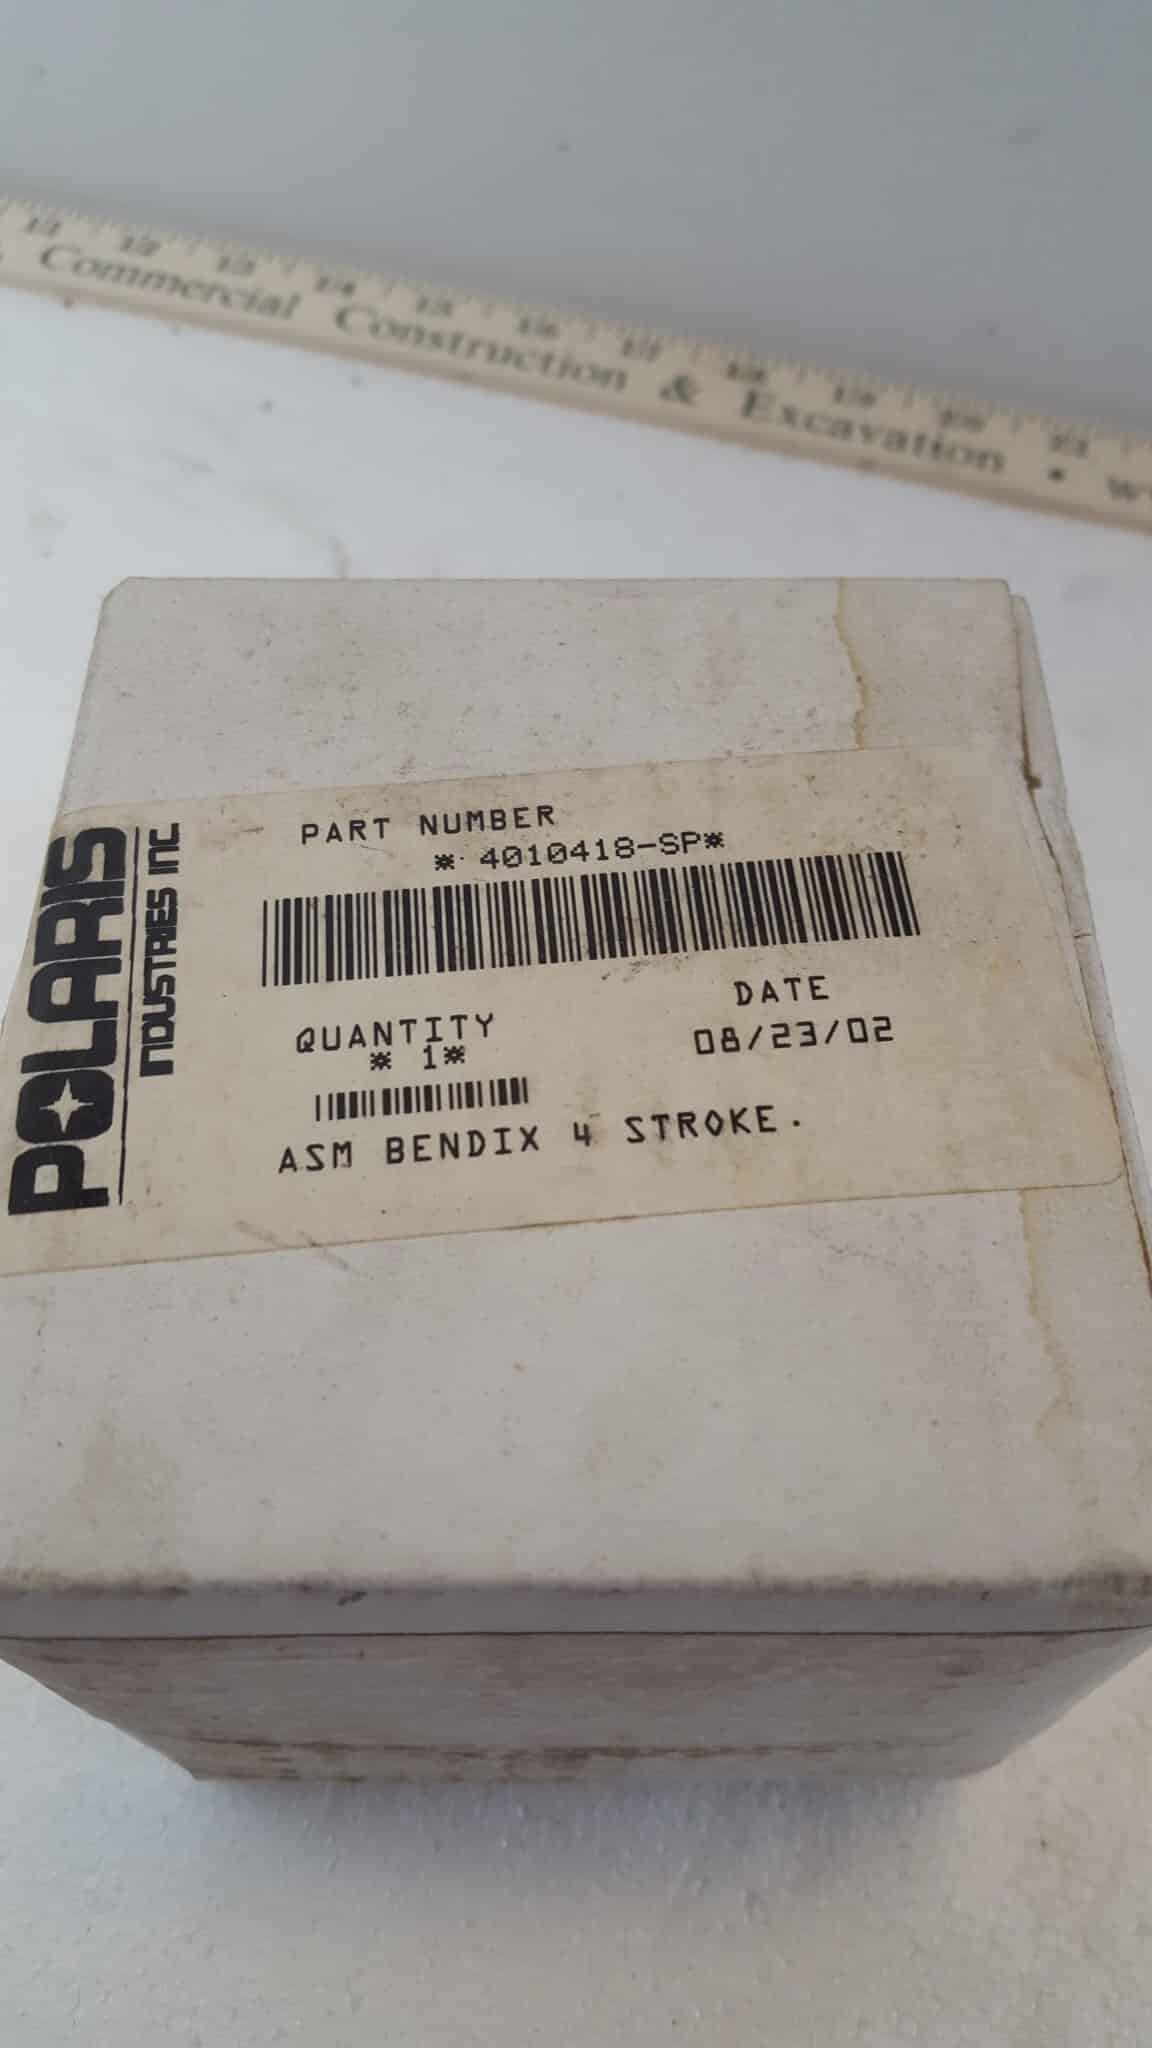 11 12 13 14 15 16 17 18 19 20 21
Commercial Construction & Excavation •
POLARIS
INDUSTRIES INC
PART NUMBER
* 4010418-SP*
QUANTITY
* 1*
DATE
08/23/02
ASM BENDIX 4 STROKE.